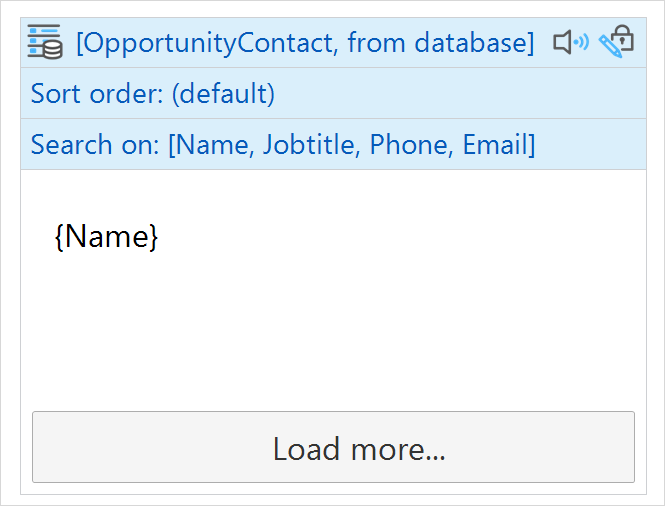 [OpportunityContact, from database]
Sort order: (default)
Search on: [Name, Jobtitle, Phone, Email]
{Name}
Load more...